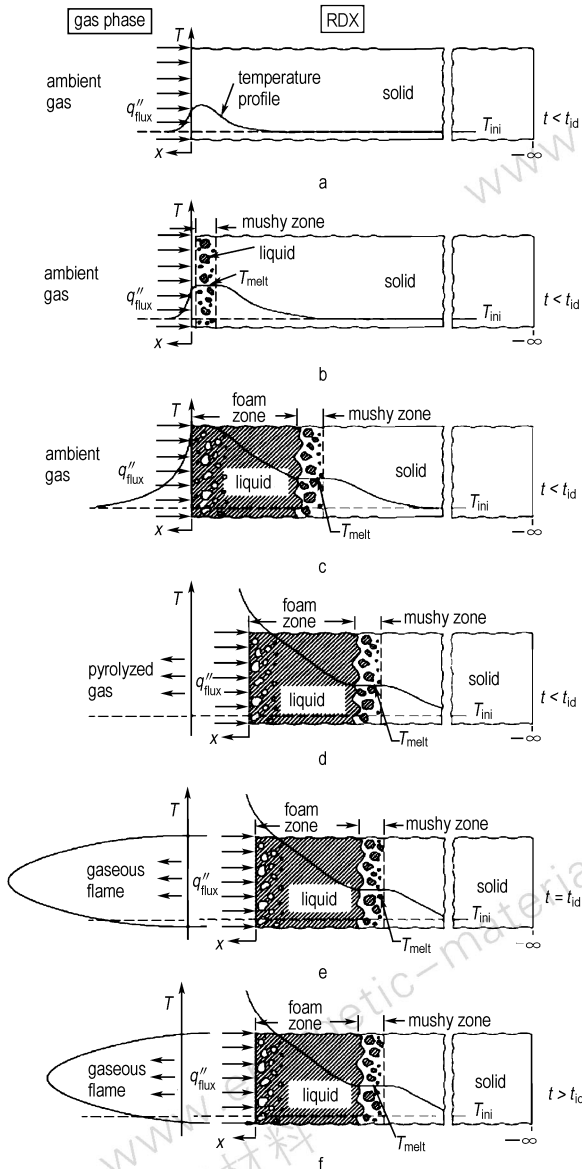 gas phase
RDX
T
ambient gas
q″flux
temperature profile
solid
Tini
t < tid
x
−∞
a
T
mushy zone
liquid
Tmelt
ambient gas
q″flux
solid
Tini
t < tid
x
−∞
b
T
foam zone
mushy zone
ambient gas
q″flux
liquid
solid
Tini
t < tid
Tmelt
x
−∞
c
T
foam zone
mushy zone
pyrolyzed gas
q″flux
liquid
solid
Tini
t < tid
Tmelt
x
−∞
d
T
foam zone
mushy zone
gaseous flame
q″flux
liquid
solid
Tini
t = tid
Tmelt
x
−∞
e
T
foam zone
mushy zone
gaseous flame
q″flux
liquid
solid
Tini
t > tid
Tmelt
x
−∞
f
www
材料